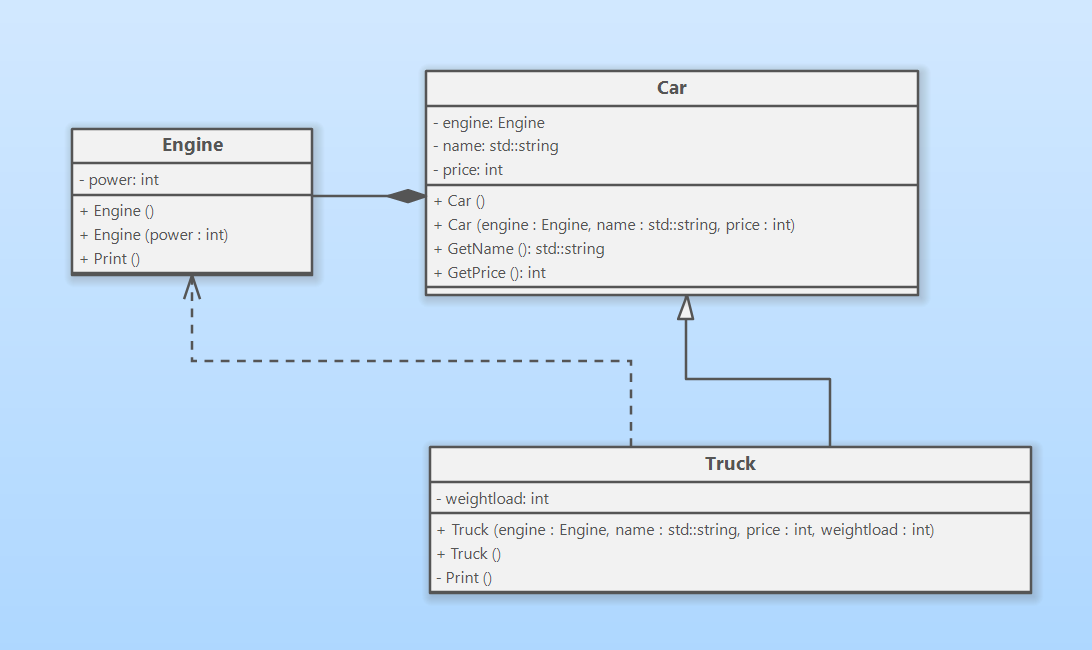 Engine
- power: int
+ Engine ()
+ Engine (power : int)
+ Print ()
Car
- engine: Engine
- name: std::string
- price: int
+ Car ()
+ Car (engine : Engine, name : std::string, price : int)
+ GetName (): std::string
+ GetPrice (): int
Truck
- weightload: int
+ Truck (engine : Engine, name : std::string, price : int, weightload : int)
+ Truck ()
- Print ()